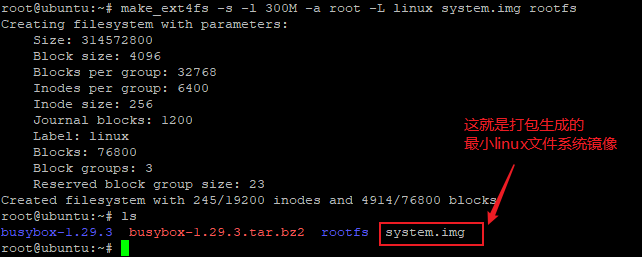 root@ubuntu:~# make_ext4fs -s -l 300M -a root -L linux system.img rootfs
Creating filesystem with parameters:
Size: 314572800
Block size: 4096
Blocks per group: 32768
Inodes per group: 6400
Inode size: 256
Journal blocks: 1200
Label: linux
Blocks: 76800
Block groups: 3
Reserved block group size: 23
Created filesystem with 245/19200 inodes and 4914/76800 blocks
这就是打包生成的
最小linux文件系统镜像
root@ubuntu:~# ls
busybox-1.29.3 busybox-1.29.3.tar.bz2 rootfs system.img
root@ubuntu:~#